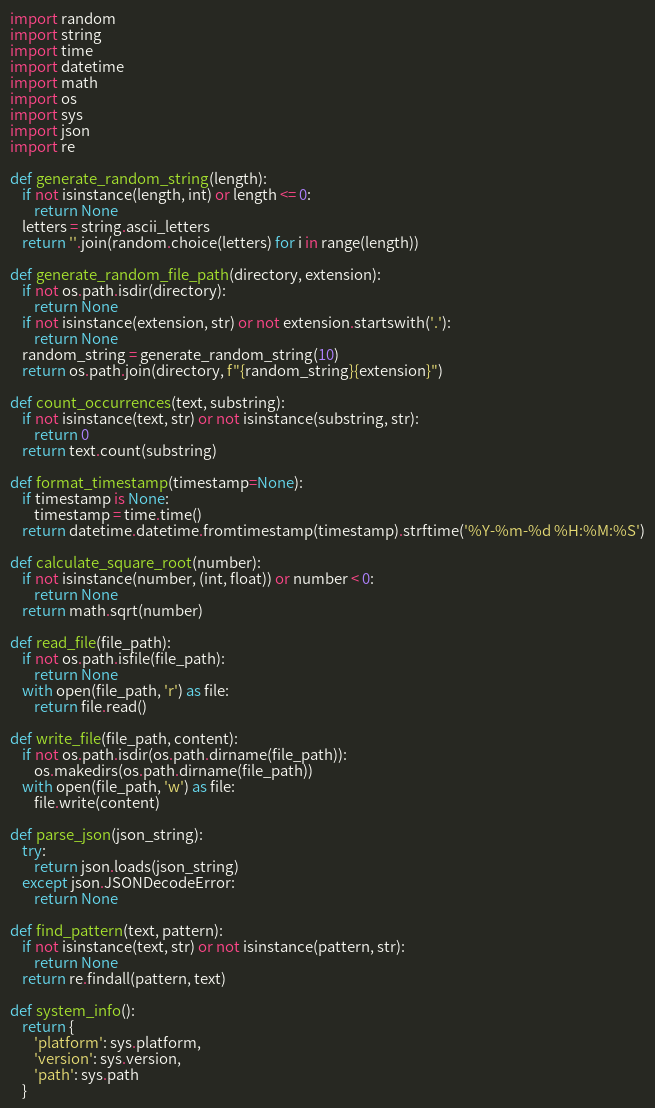 import random
import string
import time
import datetime
import math
import os
import sys
import json
import re

def generate_random_string(length):
    if not isinstance(length, int) or length <= 0:
        return None
    letters = string.ascii_letters
    return ''.join(random.choice(letters) for i in range(length))

def generate_random_file_path(directory, extension):
    if not os.path.isdir(directory):
        return None
    if not isinstance(extension, str) or not extension.startswith('.'):
        return None
    random_string = generate_random_string(10)
    return os.path.join(directory, f"{random_string}{extension}")

def count_occurrences(text, substring):
    if not isinstance(text, str) or not isinstance(substring, str):
        return 0
    return text.count(substring)

def format_timestamp(timestamp=None):
    if timestamp is None:
        timestamp = time.time()
    return datetime.datetime.fromtimestamp(timestamp).strftime('%Y-%m-%d %H:%M:%S')

def calculate_square_root(number):
    if not isinstance(number, (int, float)) or number < 0:
        return None
    return math.sqrt(number)

def read_file(file_path):
    if not os.path.isfile(file_path):
        return None
    with open(file_path, 'r') as file:
        return file.read()

def write_file(file_path, content):
    if not os.path.isdir(os.path.dirname(file_path)):
        os.makedirs(os.path.dirname(file_path))
    with open(file_path, 'w') as file:
        file.write(content)

def parse_json(json_string):
    try:
        return json.loads(json_string)
    except json.JSONDecodeError:
        return None

def find_pattern(text, pattern):
    if not isinstance(text, str) or not isinstance(pattern, str):
        return None
    return re.findall(pattern, text)

def system_info():
    return {
        'platform': sys.platform,
        'version': sys.version,
        'path': sys.path
    }